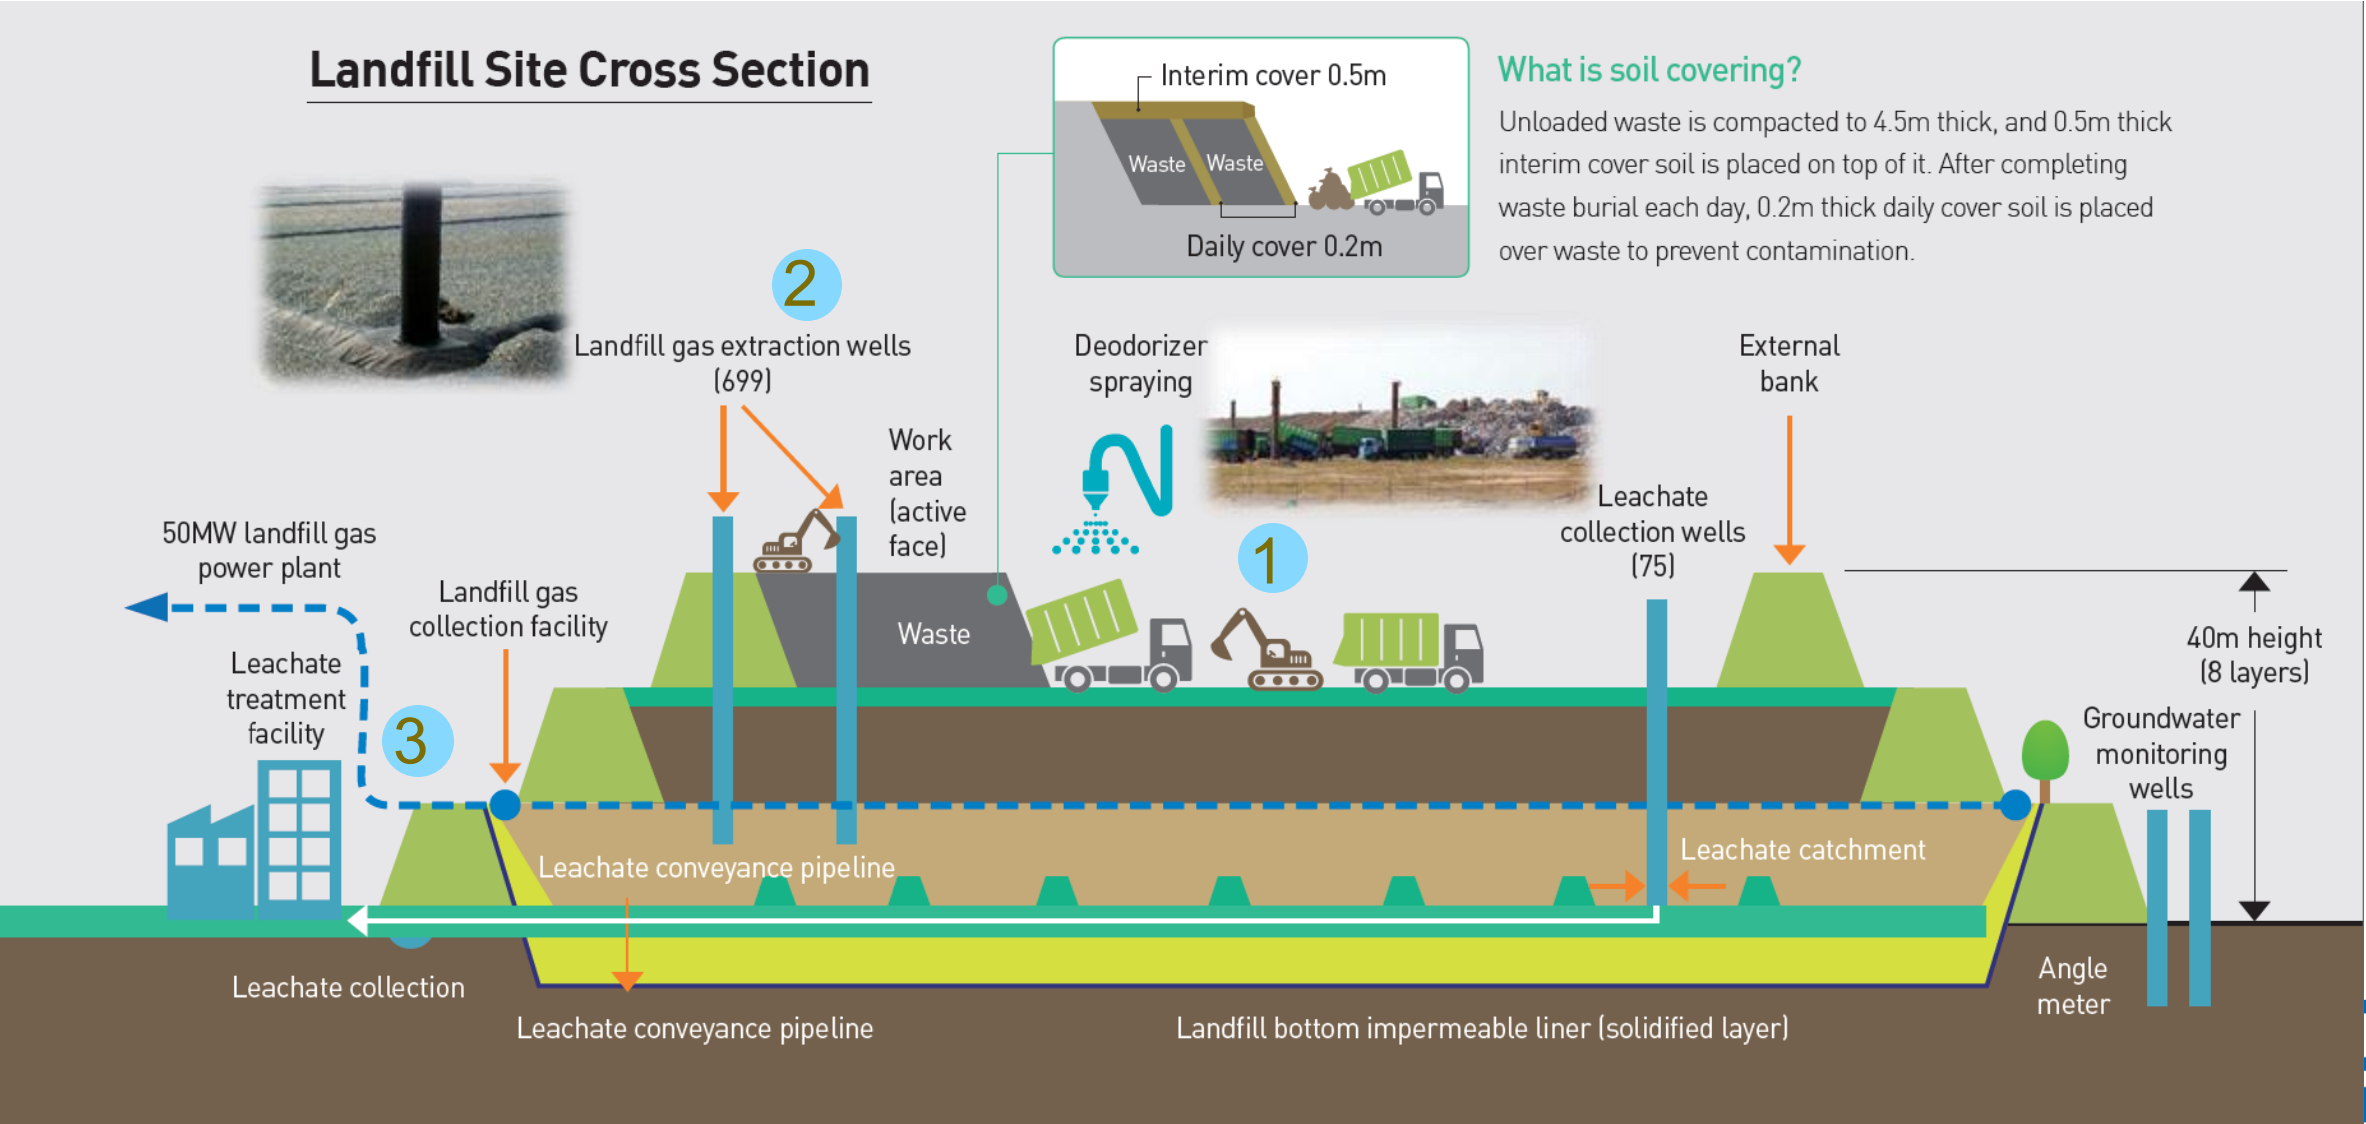 Landfill Site Cross Section
Interim cover 0.5m
Waste
Waste
Daily cover 0.2m
What is soil covering?
Unloaded waste is compacted to 4.5m thick, and 0.5m thick
interim cover soil is placed on top of it. After completing
waste burial each day, 0.2m thick daily cover soil is placed
over waste to prevent contamination.
2
Landfill gas extraction wells
(699)
Deodorizer
spraying
External
bank
Work
area
(active
face)
Leachate
collection wells
(75)
1
50MW landfill gas
power plant
Landfill gas
collection facility
Waste
40m height
(8 layers)
Leachate
treatment
facility
3
Groundwater
monitoring
wells
Leachate conveyance pipeline
Leachate catchment
Leachate collection
Angle
meter
Leachate conveyance pipeline
Landfill bottom impermeable liner (solidified layer)